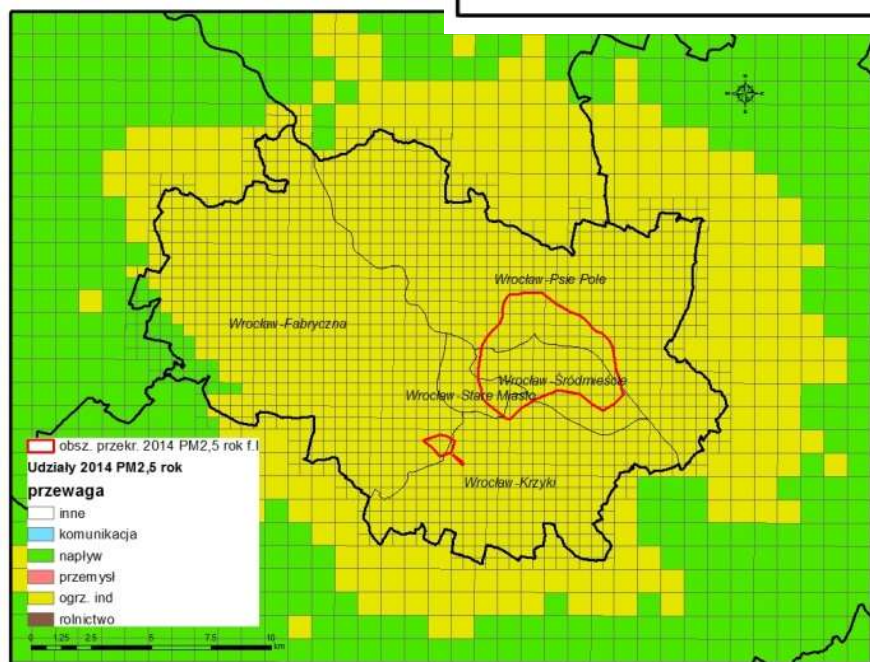 Wrocław-Psie Pole
Wrocław-Fabryczna
Wrocław-Śródmieście
Wrocław-Stare Miasto
Wrocław-Krzyki
obsz. przekr. 2014 PM2,5 rok f.l
Udziały 2014 PM2,5 rok
przewaga
inne
komunikacja
napływ
przemysł
ogrz. ind
rolnictwo
0 1.25 2.5 5 7.5 10
km